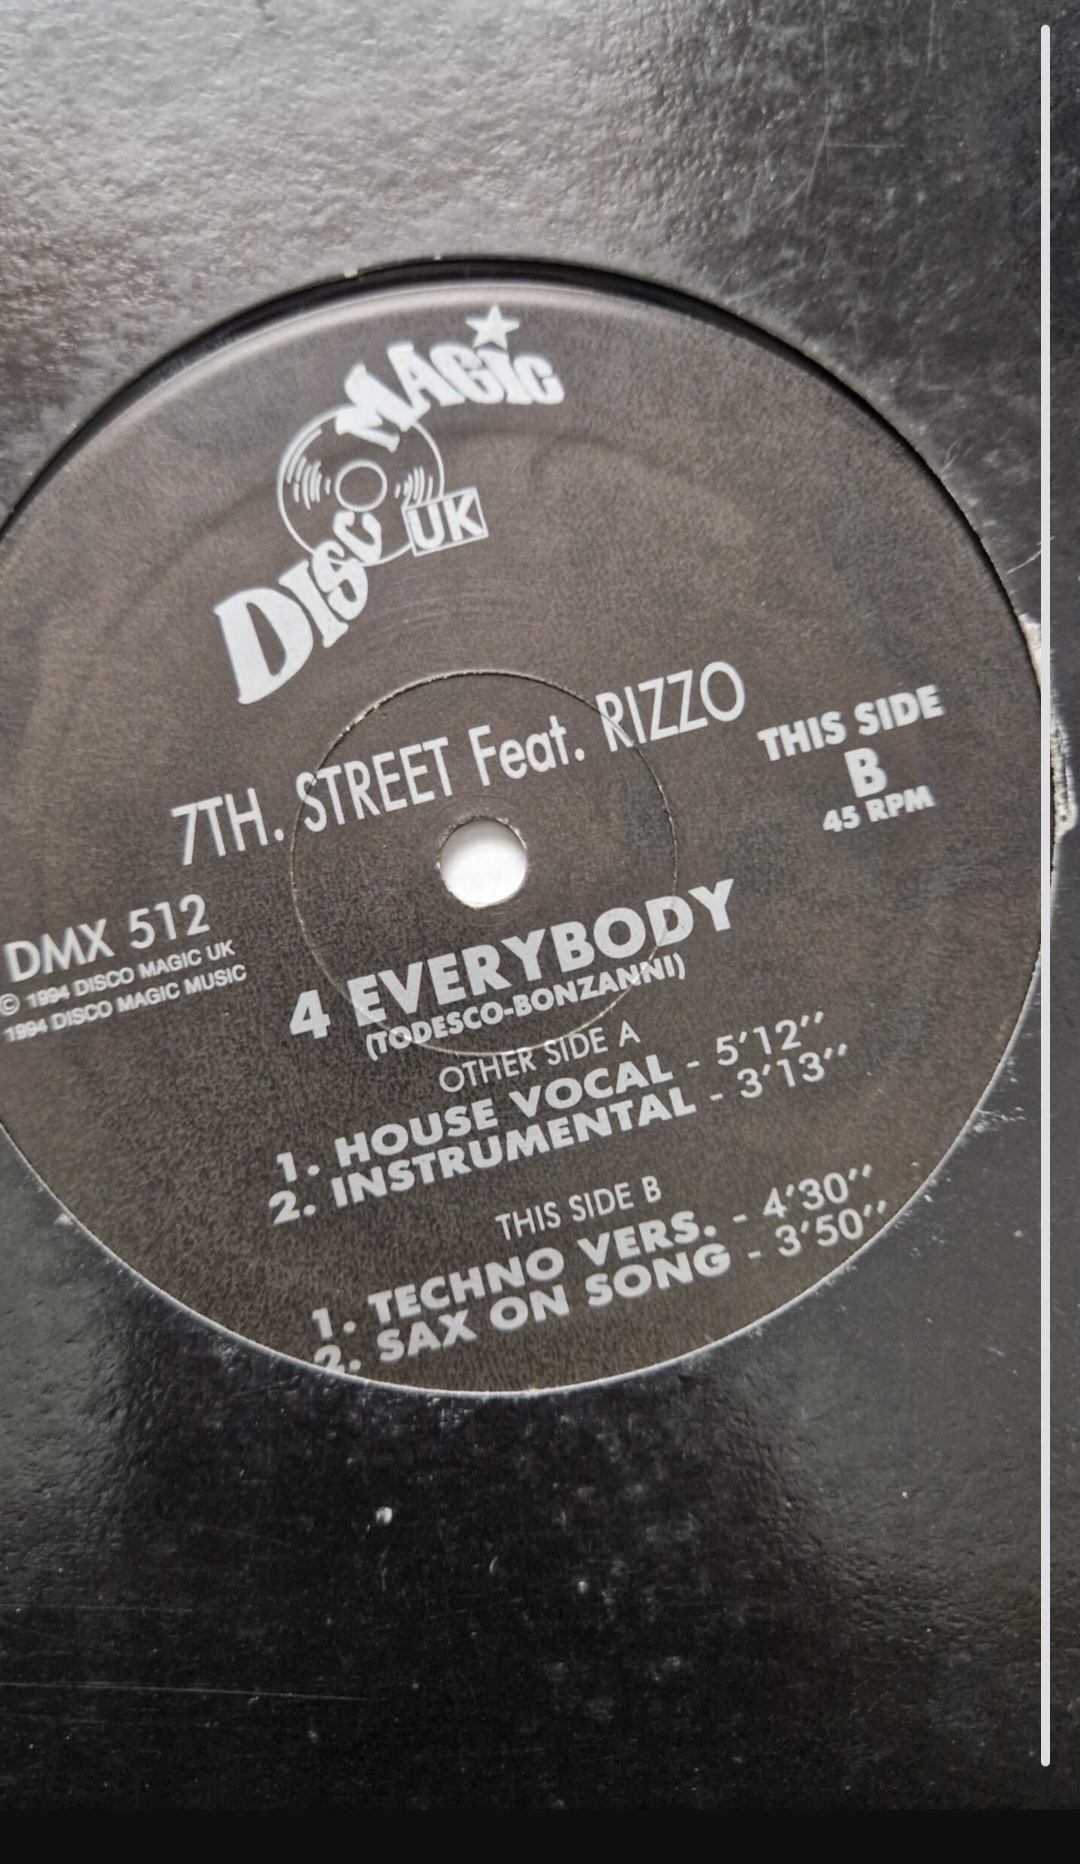 DISCO MAGIC
UK
7TH. STREET Feat. RIZZO
THIS SIDE
B
45 RPM
DMX 512
© 1994 DISCO MAGIC UK
1994 DISCO MAGIC MUSIC
4 EVERYBODY
(TODESCO-BONZANNI)
OTHER SIDE A
1. HOUSE VOCAL - 5'12''
2. INSTRUMENTAL - 3'13''
THIS SIDE B
1. TECHNO VERS. - 4'30''
2. SAX ON SONG - 3'50''